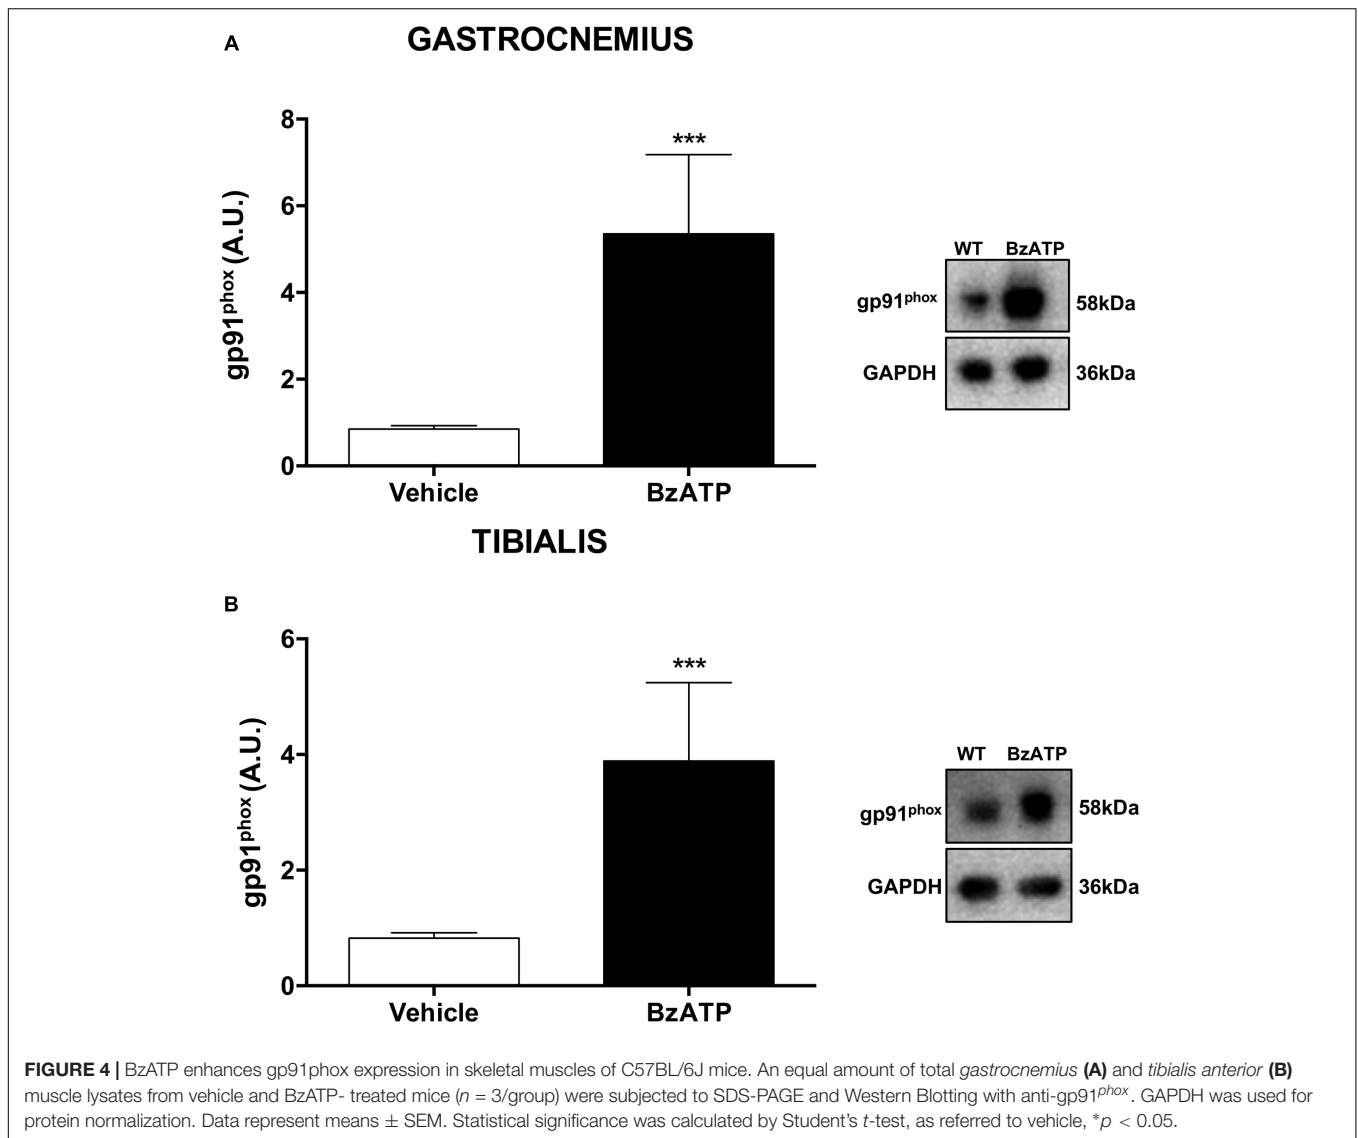 A
GASTROCNEMIUS
8
6
4
2
0
gp91phox (A.U.)
***
Vehicle
BzATP
WT BzATP
gp91phox
58kDa
GAPDH
36kDa
TIBIALIS
B
6
4
2
0
gp91phox (A.U.)
***
Vehicle
BzATP
WT BzATP
gp91phox
58kDa
GAPDH
36kDa
FIGURE 4 | BzATP enhances gp91phox expression in skeletal muscles of C57BL/6J mice. An equal amount of total gastrocnemius (A) and tibialis anterior (B)
muscle lysates from vehicle and BzATP- treated mice (n = 3/group) were subjected to SDS-PAGE and Western Blotting with anti-gp91phox. GAPDH was used for
protein normalization. Data represent means ± SEM. Statistical significance was calculated by Student's t-test, as referred to vehicle, *p < 0.05.